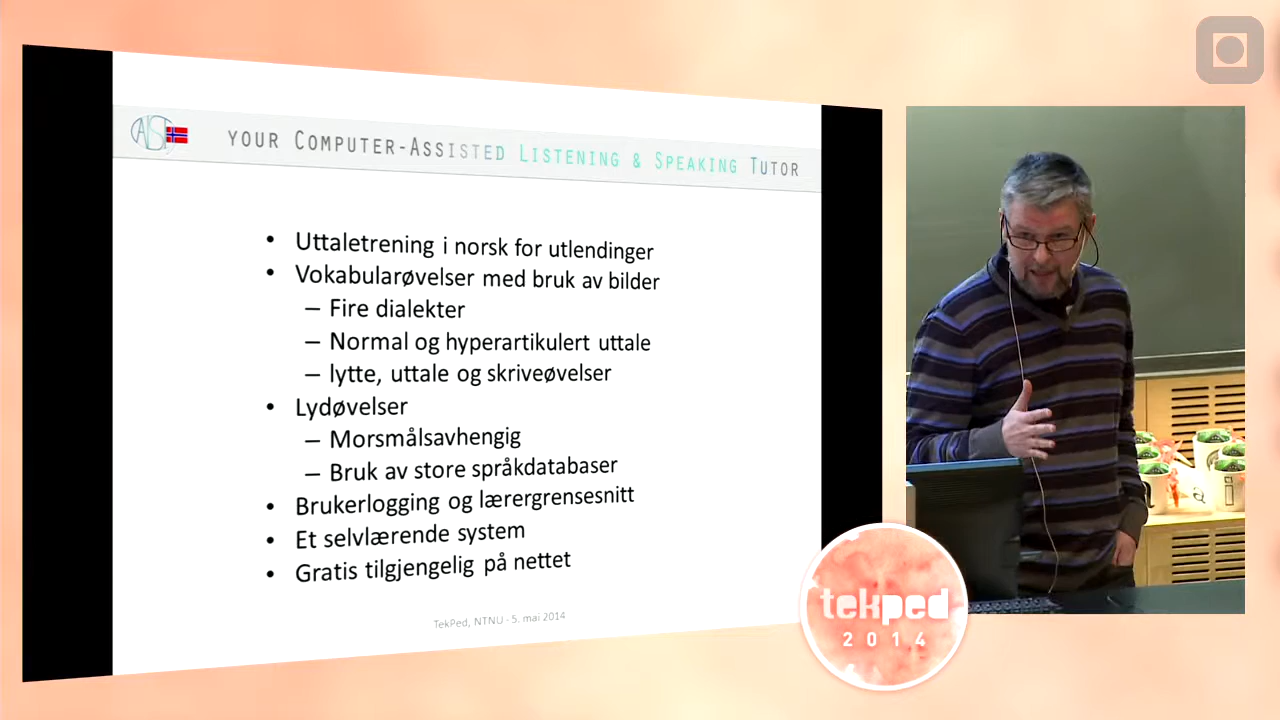 YOUR COMPUTER-ASSISTED LISTENING & SPEAKING TUTOR
• Uttaletrening i norsk for utlendinger
• Vokabularøvelser med bruk av bilder
– Fire dialekter
– Normal og hyperartikulert uttale
– lytte, uttale og skriveøvelser
• Lydøvelser
– Morsmålsavhengig
– Bruk av store språkdatabaser
• Brukerlogging og lærergrensesnitt
• Et selvlærende system
• Gratis tilgjengelig på nettet
TekPed, NTNU - 5. mai 2014
tekped
2014